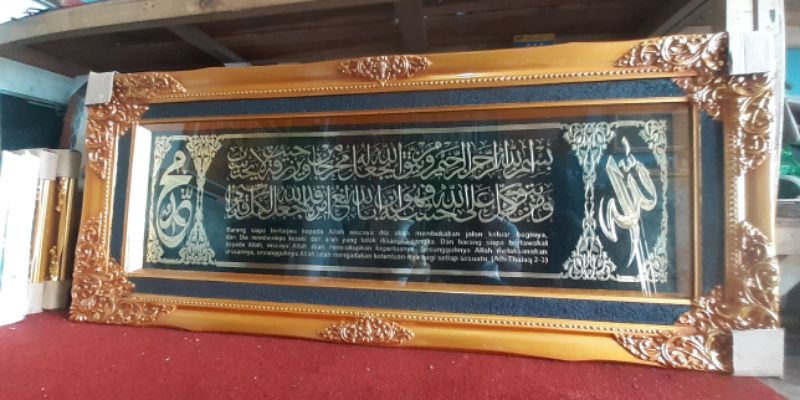 الله
بسم الله الرحمن الرحيم ومن يتق الله يجعل له مخرجا ويرزقه من حيث لا يحتسب
ومن يتوكل على الله فهو حسبه إن الله بالغ أمره قد جعل الله لكل شيء قدرا
محمد
Barang siapa bertaqwa kepada Allah niscaya dia akan membukakan jalan keluar baginya,
dan Dia memberinya rezeki dari arah yang tidak disangka-sangka. Dan barang siapa bertawakal
kepada Allah, niscaya Allah akan mencukupkan keperluannya. Sesungguhnya Allah melaksanakan
urusannya, sesungguhnya Allah telah mengadakan ketentuan-Nya bagi setiap sesuatu. (Ath-Thalaq 2-3)